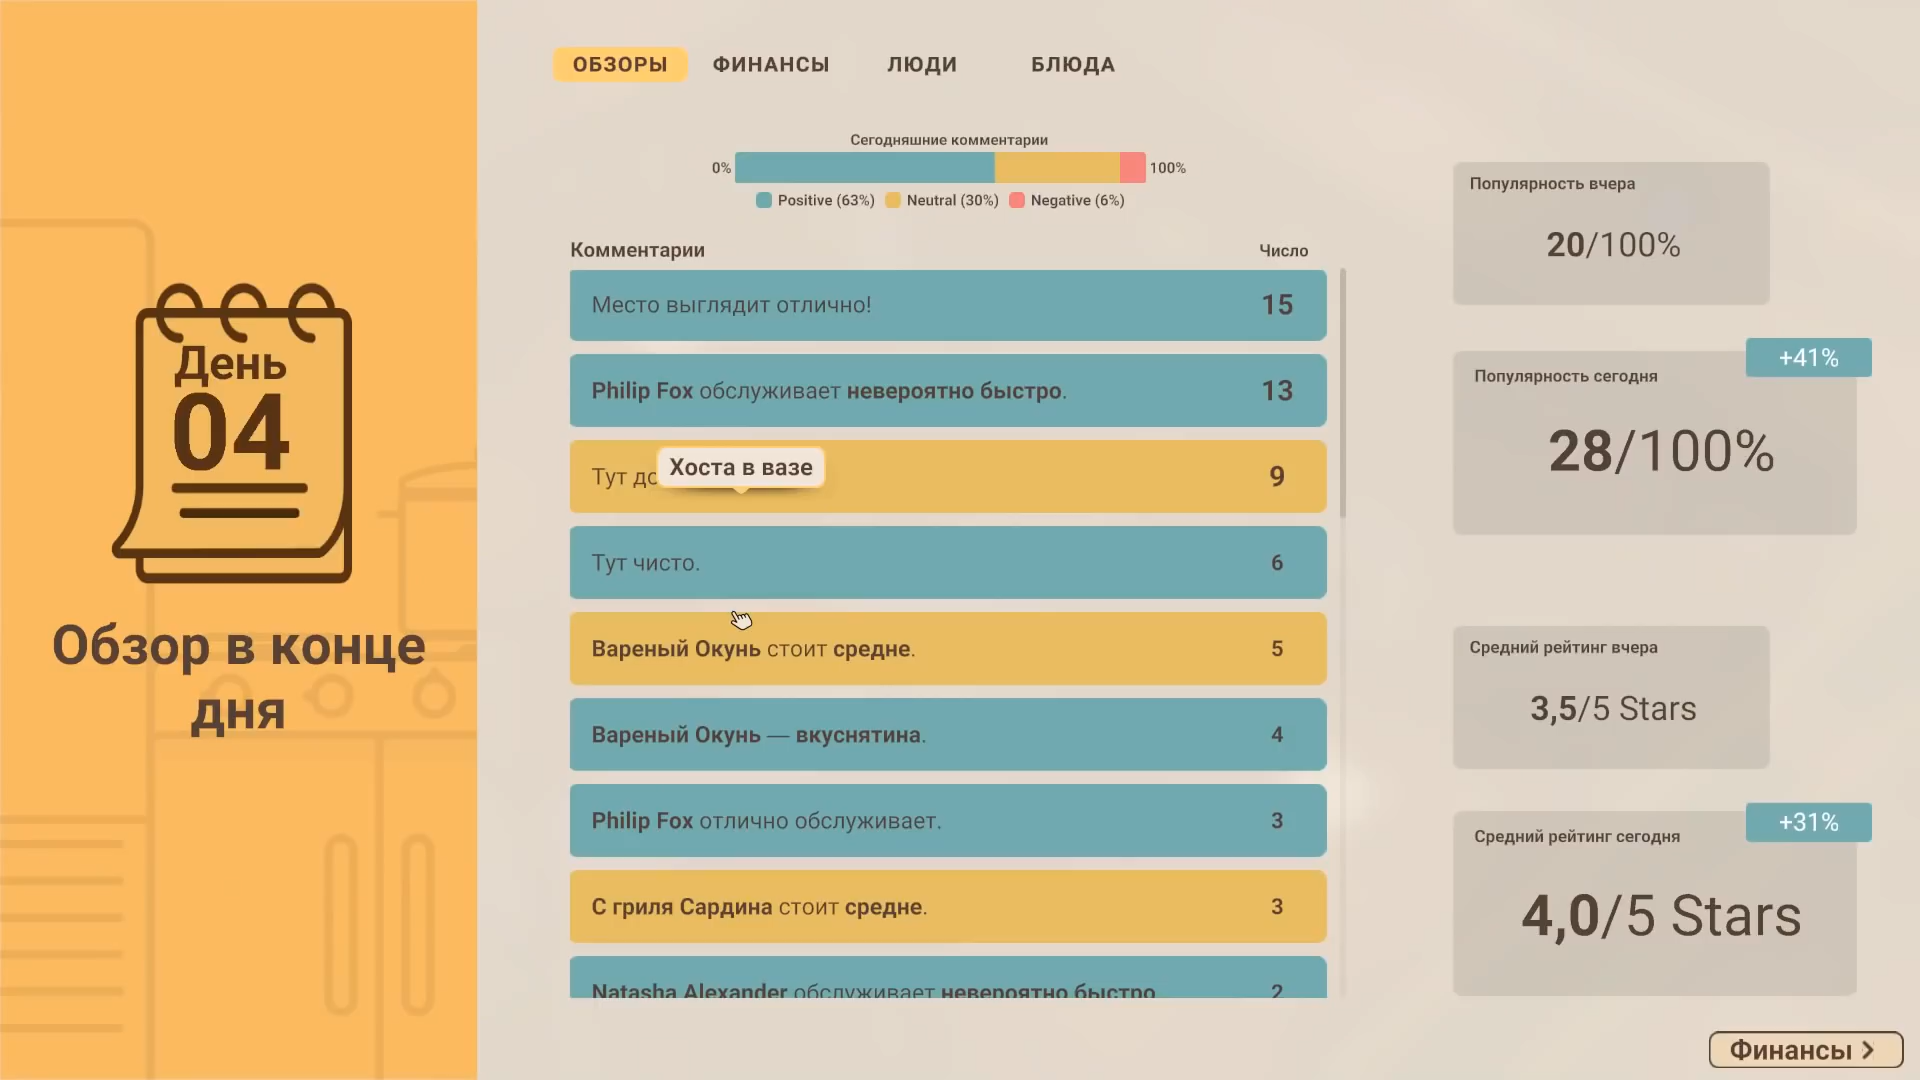 День
04
Обзор в конце
дня
ОБЗОРЫ
ФИНАНСЫ
ЛЮДИ
БЛЮДА
Сегодняшние комментарии
0%
100%
Positive (63%)
Neutral (30%)
Negative (6%)
Комментарии
Число
Место выглядит отлично!
15
Philip Fox обслуживает невероятно быстро.
13
Тут
Хоста в вазе
9
Тут чисто.
6
Вареный Окунь стоит средне.
5
Вареный Окунь — вкуснятина.
4
Philip Fox отлично обслуживает.
3
С гриля Сардина стоит средне.
3
Natasha Alexander обслуживает невероятно быстро
2
Популярность вчера
20/100%
+41%
Популярность сегодня
28/100%
Средний рейтинг вчера
3,5/5 Stars
+31%
Средний рейтинг сегодня
4,0/5 Stars
Финансы